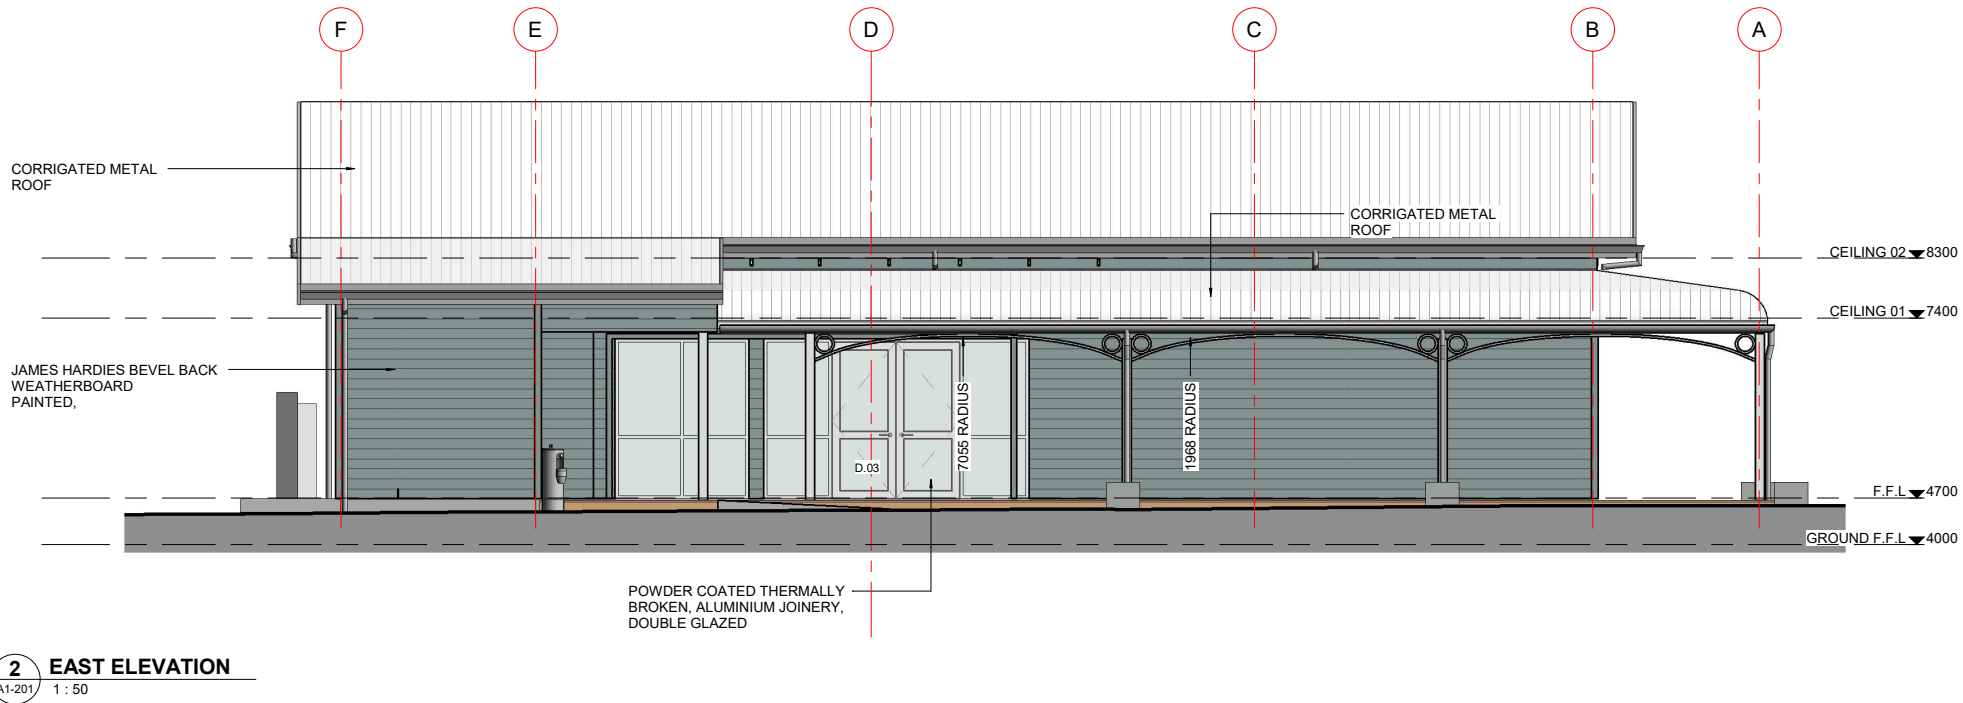 F
E
D
C
B
A
CORRIGATED METAL
ROOF
CORRIGATED METAL
ROOF
CEILING 02 8300
CEILING 01 7400
JAMES HARDIES BEVEL BACK
WEATHERBOARD
PAINTED,
7055 RADIUS
1968 RADIUS
D.03
F.F.L 4700
GROUND F.F.L 4000
POWDER COATED THERMALLY
BROKEN, ALUMINIUM JOINERY,
DOUBLE GLAZED
2 EAST ELEVATION
A1-201 1 : 50